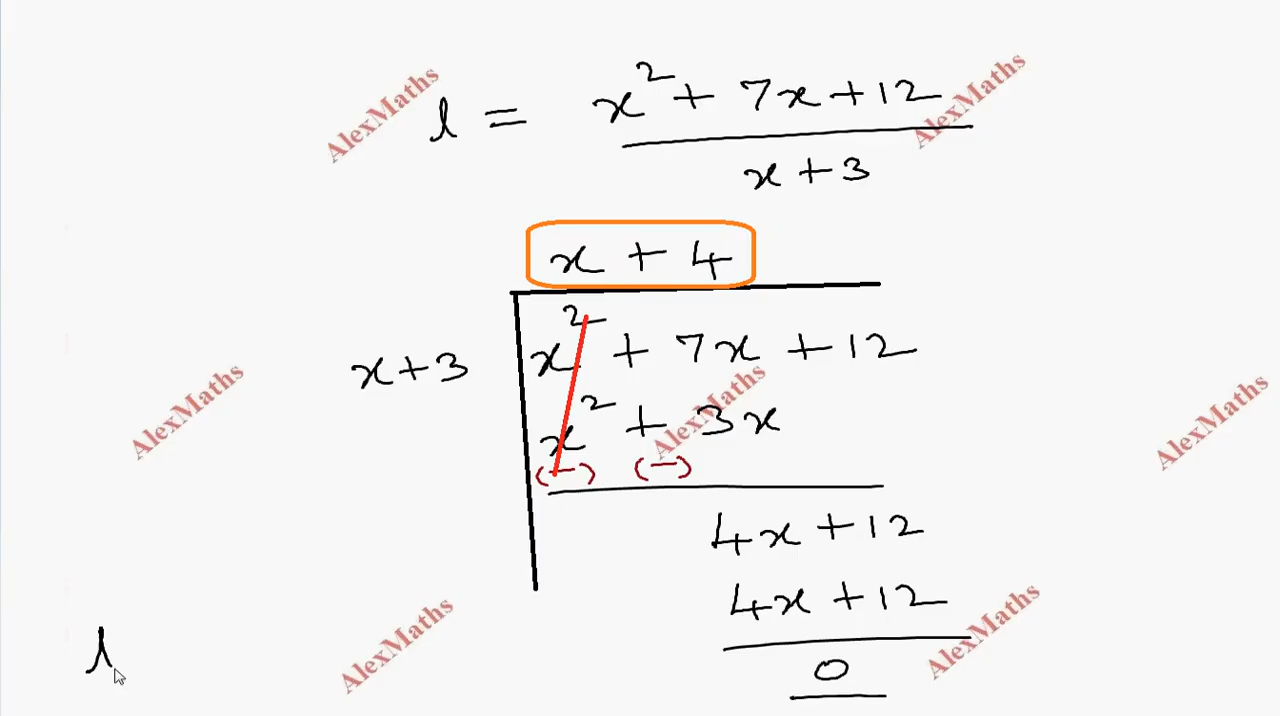 l = x² + 7x + 12
x + 3
x + 4
x + 3
x² + 7x + 12
x² + 3x
(−) (−)
4x + 12
4x + 12
0
l
AlexMaths
AlexMaths
AlexMaths
AlexMaths
AlexMaths
AlexMaths
AlexMaths